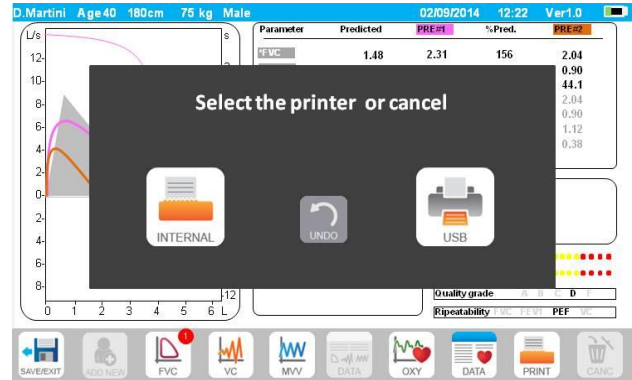 D.Martini Age40 180cm 75 kg Male 02/09/2014 12:22 Ver1.0
L/s s Parameter Predicted PRE#1 %Pred. PRE#2
*FVC 1.48 2.31 156 2.04
12- 0.90
10- 44.1
8- 2.04
0.90
6- 1.12
4- 0.38
2-
0-
2-
4-
6-
8-
-12
0 1 2 3 4 5 6 L
Select the printer or cancel
INTERNAL UNDO USB
Quality grade A B C D F
Repeatability FVC FEV1 PEF VC
1
SAVE/EXIT ADD NEW FVC VC MVV DATA OXY DATA PRINT CANC